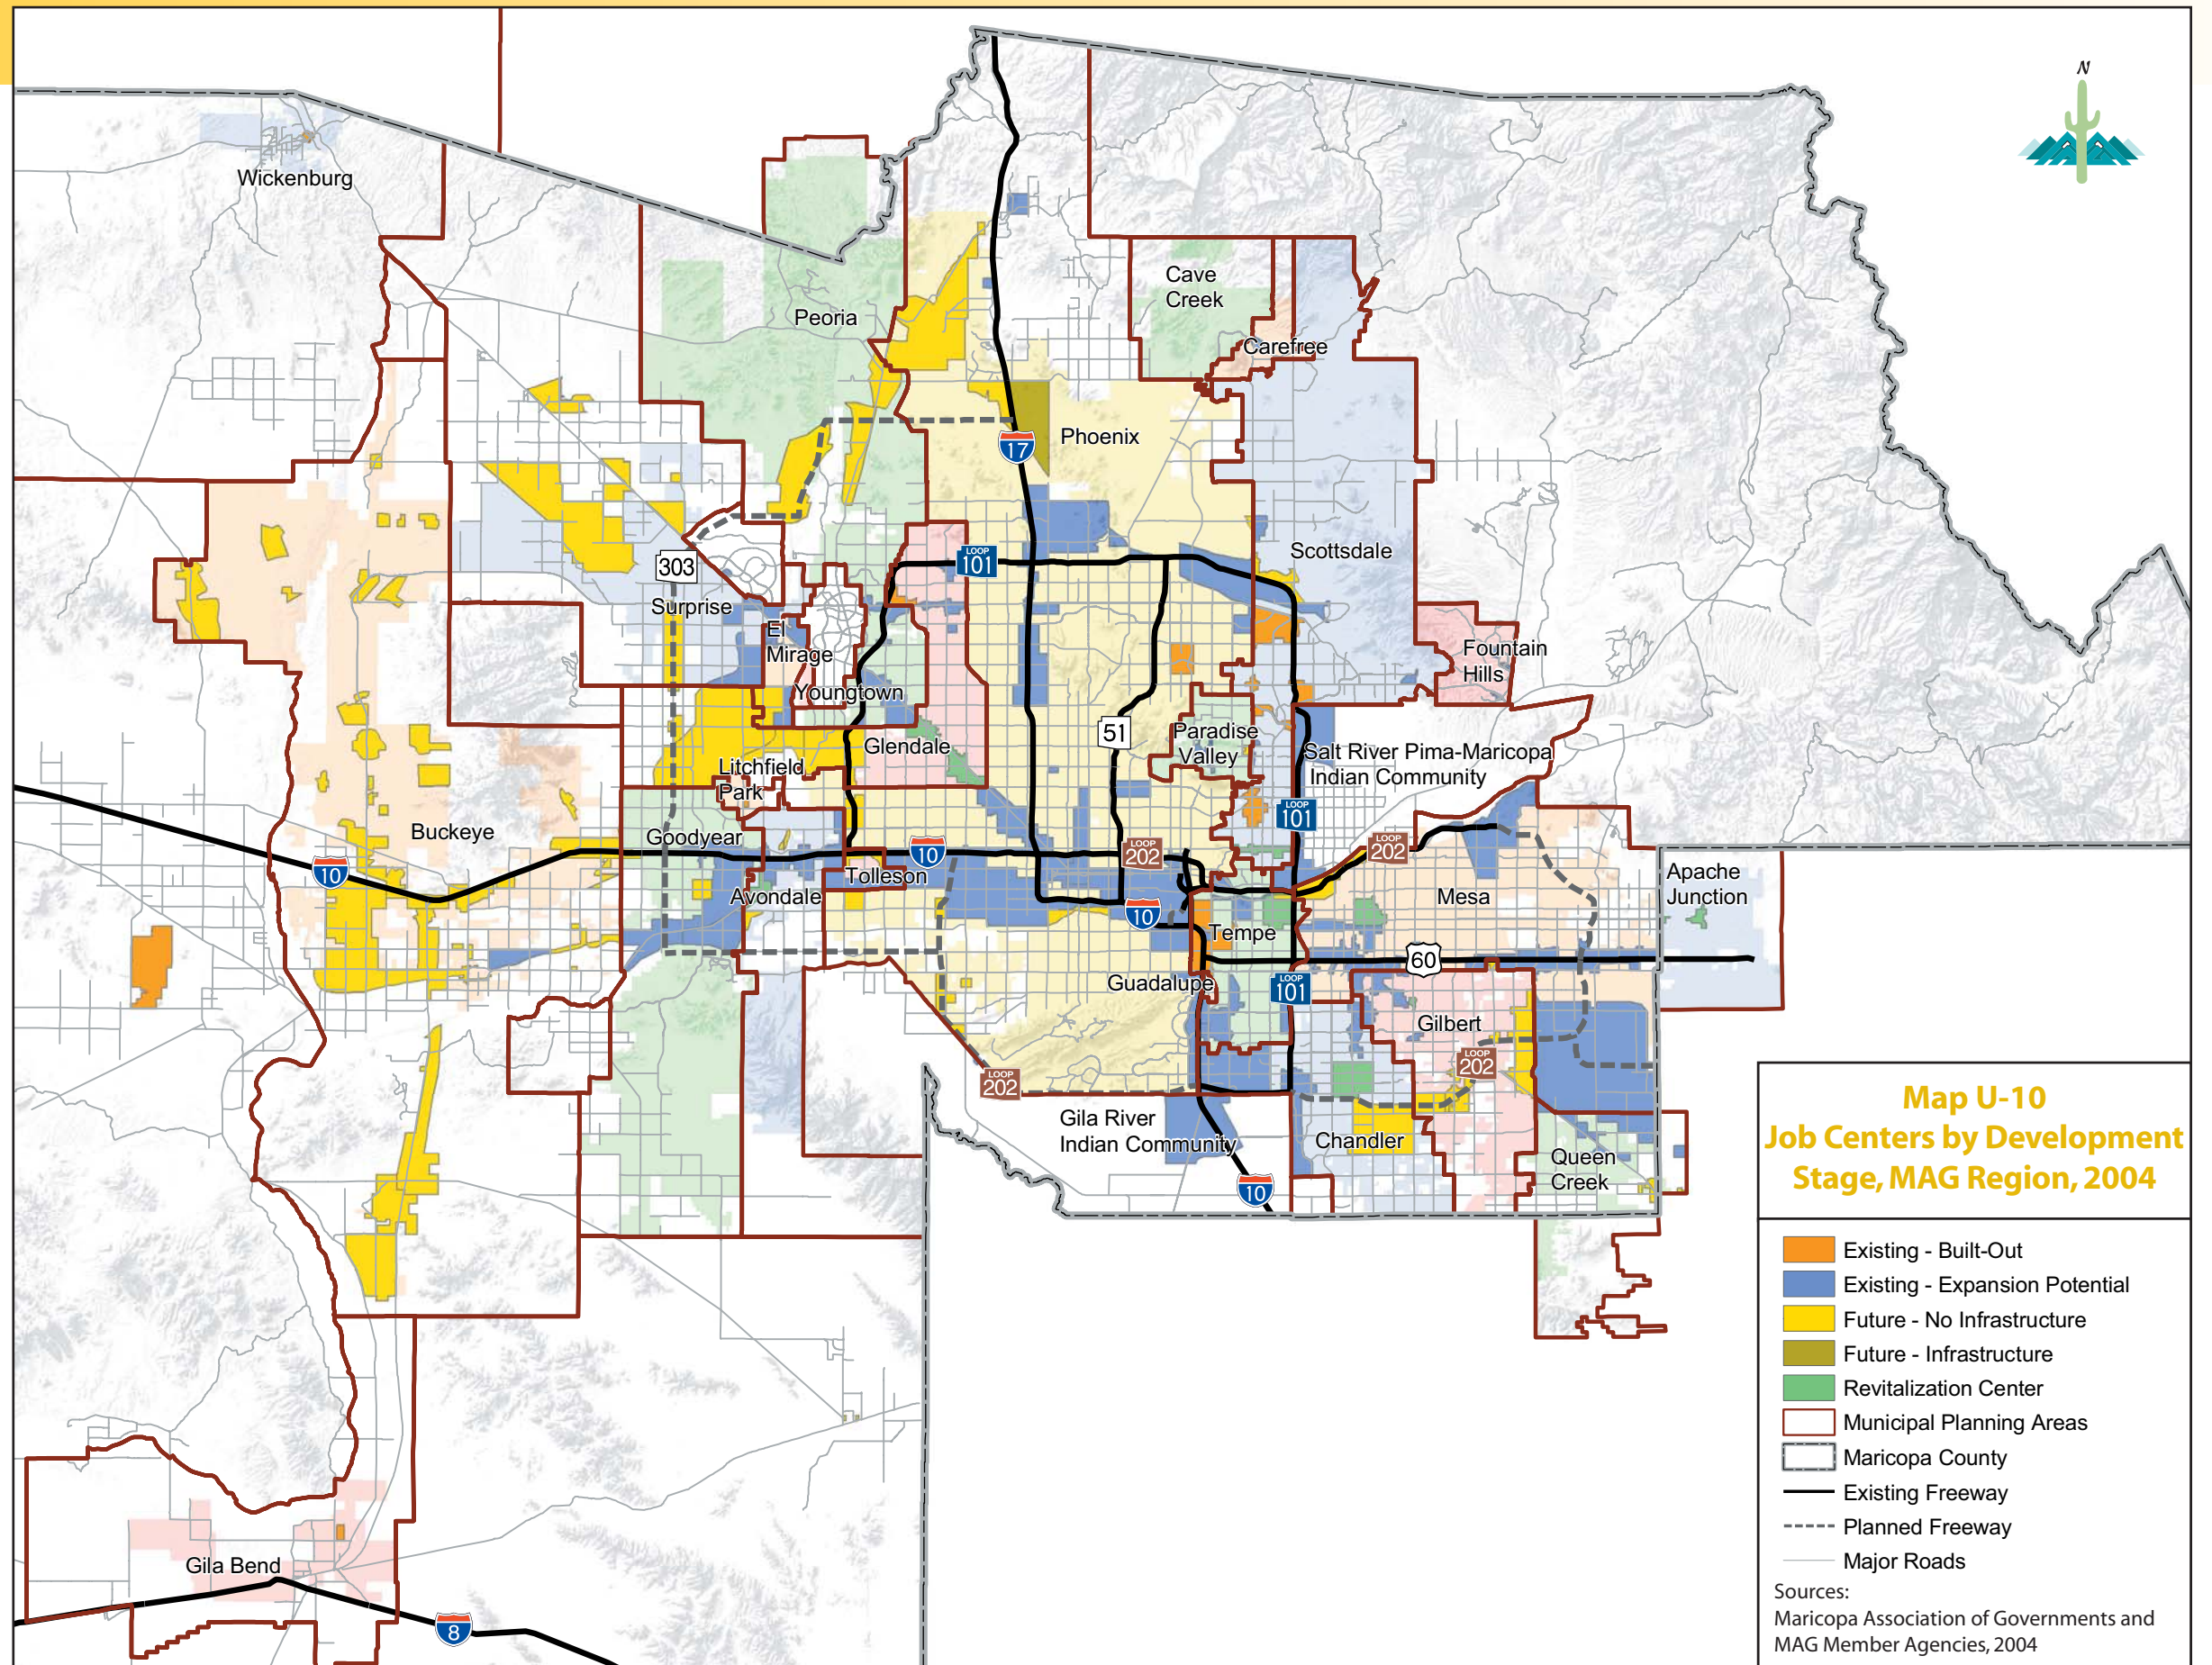 N
Wickenburg
Cave
Creek
Peoria
Carefree
17
Phoenix
Scottsdale
LOOP
101
303
Surprise
El
Mirage
Fountain
Hills
Youngtown
51
Paradise
Valley
Glendale
Salt River Pima-Maricopa
Indian Community
Litchfield
Park
LOOP
101
Buckeye
Goodyear
10
LOOP
202
LOOP
202
10
Tolleson
Apache
Junction
Avondale
Mesa
10
Tempe
60
Guadalupe
LOOP
101
Gilbert
LOOP
202
LOOP
202
Gila River
Indian Community
Chandler
Queen
Creek
10
Gila Bend
8
Map U-10
Job Centers by Development
Stage, MAG Region, 2004
Existing - Built-Out
Existing - Expansion Potential
Future - No Infrastructure
Future - Infrastructure
Revitalization Center
Municipal Planning Areas
Maricopa County
Existing Freeway
Planned Freeway
Major Roads
Sources:
Maricopa Association of Governments and
MAG Member Agencies, 2004